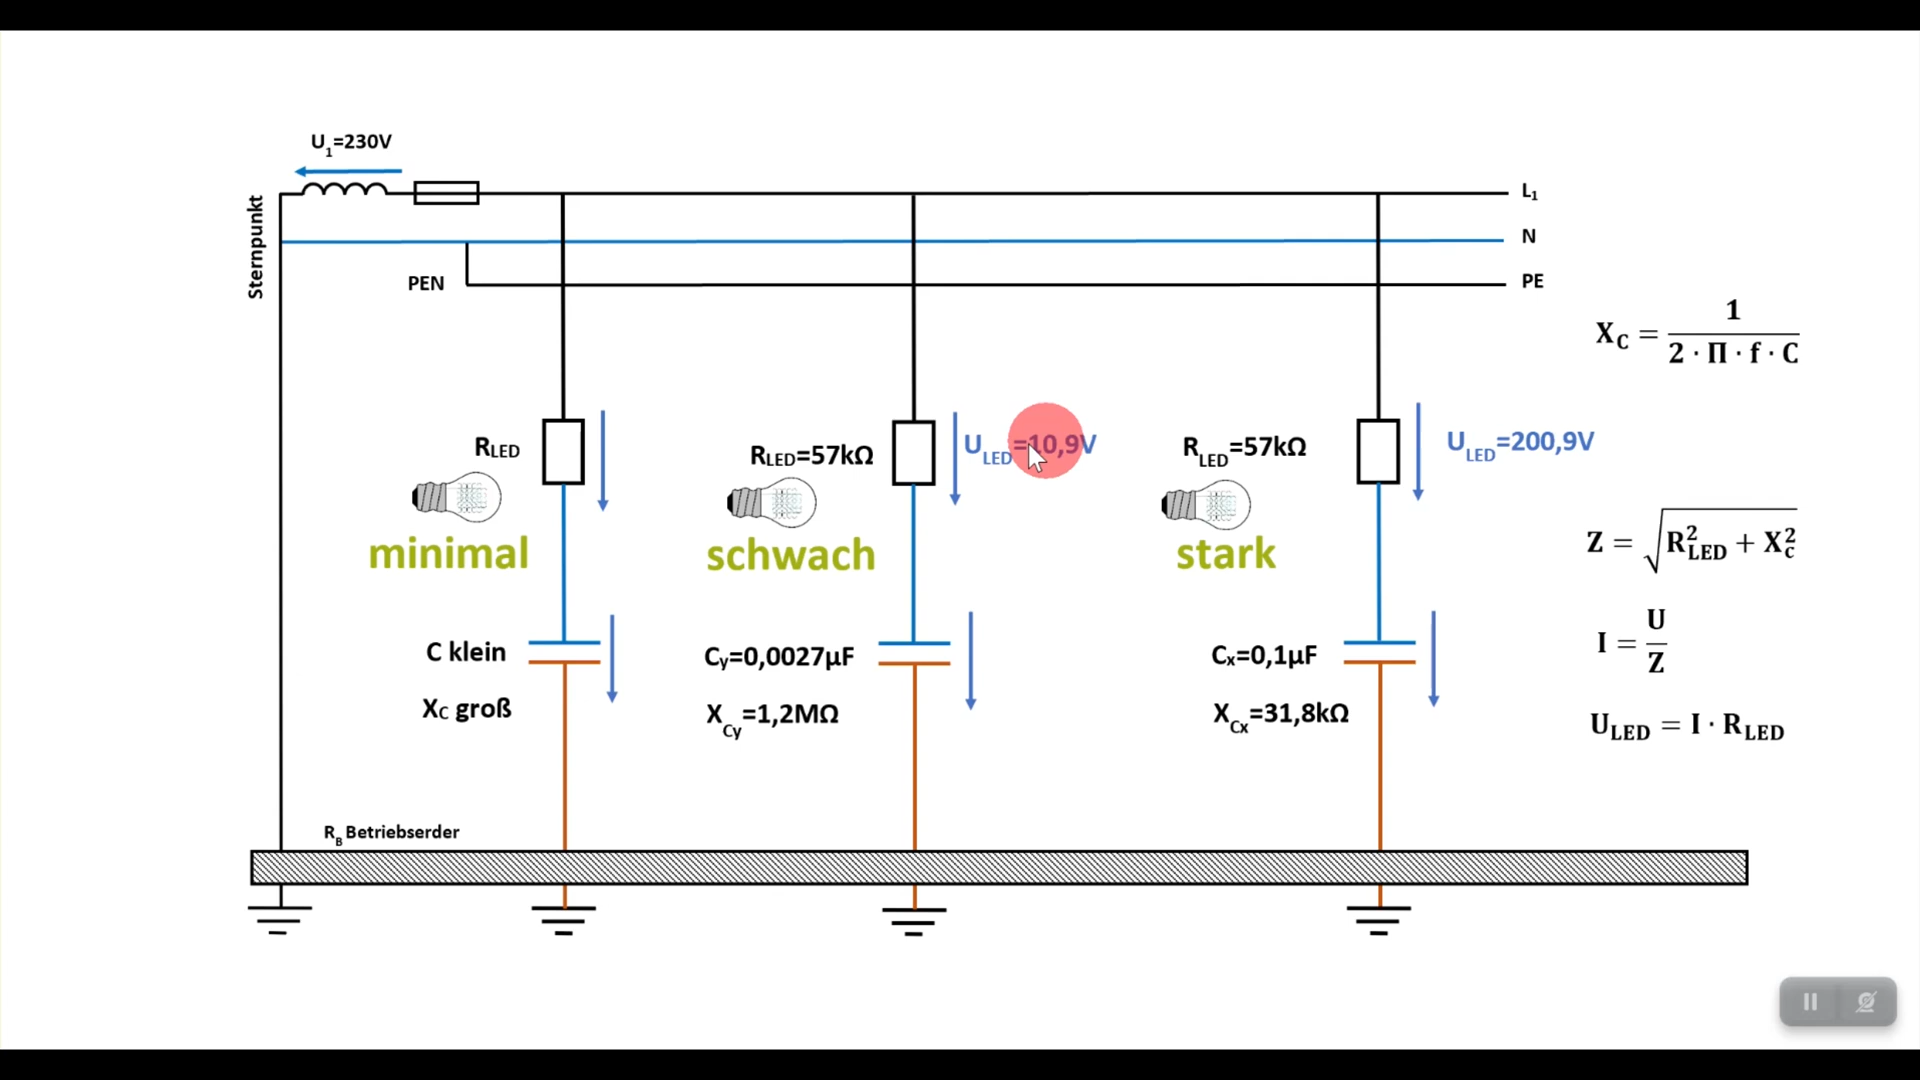 U1=230V
Sternpunkt
L1
N
PEN
PE
XC = 1 / 2 · Π · f · C
RLED
RLED=57kΩ
ULED=10,9V
RLED=57kΩ
ULED=200,9V
minimal
schwach
stark
Z = √R²LED + X²c
C klein
Cy=0,0027µF
Cx=0,1µF
I = U / Z
XC groß
XCy=1,2MΩ
XCx=31,8kΩ
ULED = I · RLED
RB Betriebserder